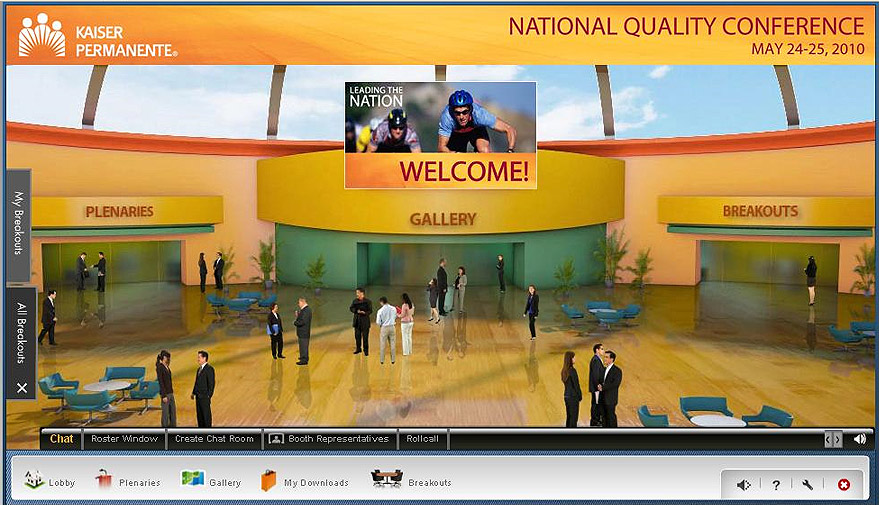 KAISER
PERMANENTE®
NATIONAL QUALITY CONFERENCE
MAY 24-25, 2010
LEADING THE
NATION
WELCOME!
PLENARIES
GALLERY
BREAKOUTS
My Breakouts
All Breakouts
Chat
Roster Window
Create Chat Room
Booth Representatives
Rollcall
Lobby
Plenaries
Gallery
My Downloads
Breakouts
?